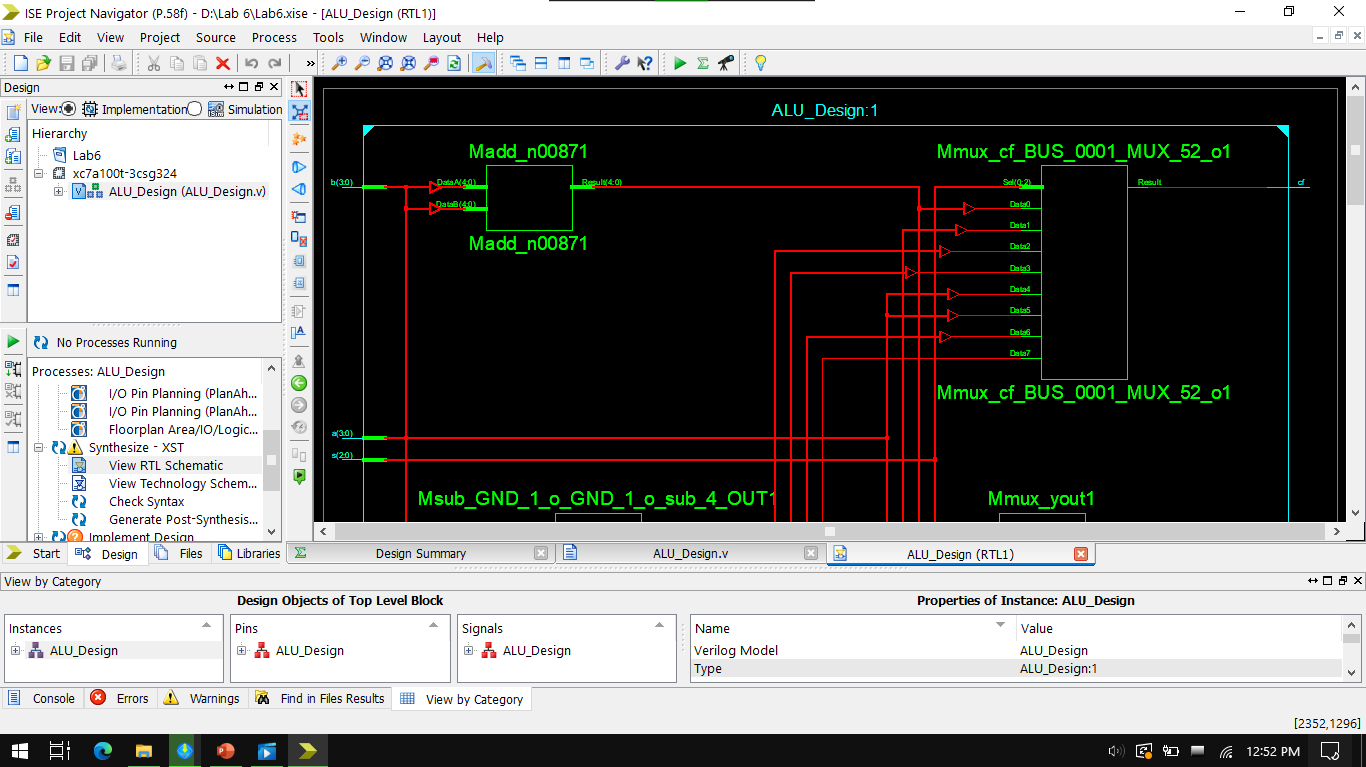 ISE Project Navigator (P.58f) - D:\Lab 6\Lab6.xise - [ALU_Design (RTL1)]
File Edit View Project Source Process Tools Window Layout Help
»
Design
View: Implementation Simulation
Hierarchy
Lab6
xc7a100t-3csg324
ALU_Design (ALU_Design.v)
No Processes Running
Processes: ALU_Design
I/O Pin Planning (PlanAh...
I/O Pin Planning (PlanAh...
Floorplan Area/IO/Logic...
Synthesize - XST
View RTL Schematic
View Technology Schem...
Check Syntax
Generate Post-Synthesis...
Implement Design
Start Design Files Libraries
ALU_Design:1
Madd_n00871
Mmux_cf_BUS_0001_MUX_52_o1
b(3:0)
DataA(4:0)
Result(4:0)
DataB(4:0)
Sel(0:2)
Result
cf
Data0
Data1
Data2
Data3
Data4
Data5
Data6
Data7
Madd_n00871
Mmux_cf_BUS_0001_MUX_52_o1
a(3:0)
s(2:0)
Msub_GND_1_o_GND_1_o_sub_4_OUT1
Mmux_yout1
Design Summary ALU_Design.v ALU_Design (RTL1)
View by Category
Design Objects of Top Level Block
Properties of Instance: ALU_Design
Instances
ALU_Design
Pins
ALU_Design
Signals
ALU_Design
Name Value
Verilog Model ALU_Design
Type ALU_Design:1
Console Errors Warnings Find in Files Results View by Category
[2352,1296]
12:52 PM